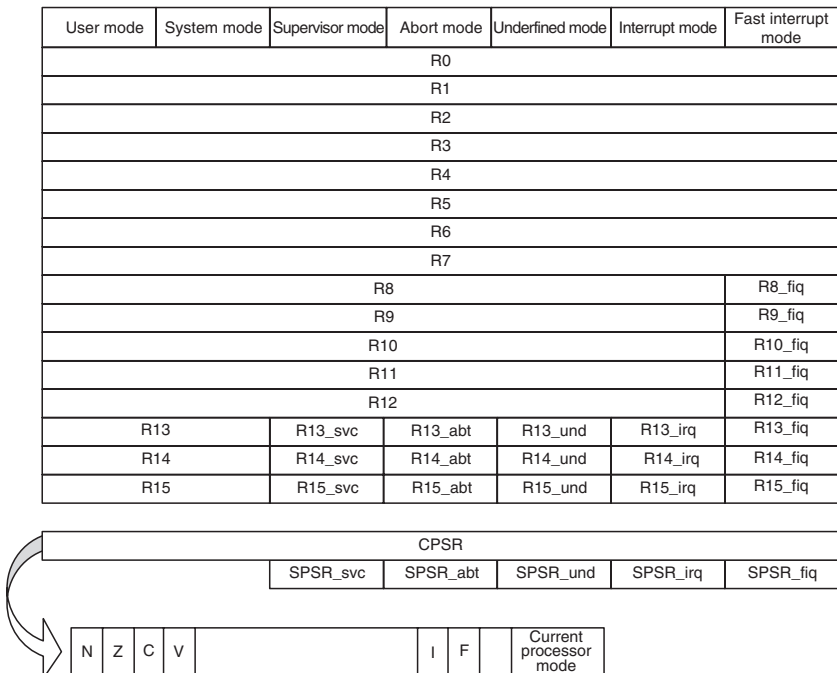 User mode System mode Supervisor mode Abort mode Underfined mode Interrupt mode Fast interrupt mode
R0
R1
R2
R3
R4
R5
R6
R7
R8 R8_fiq
R9 R9_fiq
R10 R10_fiq
R11 R11_fiq
R12 R12_fiq
R13 R13_svc R13_abt R13_und R13_irq R13_fiq
R14 R14_svc R14_abt R14_und R14_irq R14_fiq
R15 R15_svc R15_abt R15_und R15_irq R15_fiq
CPSR
SPSR_svc SPSR_abt SPSR_und SPSR_irq SPSR_fiq
N Z C V I F Current processor mode